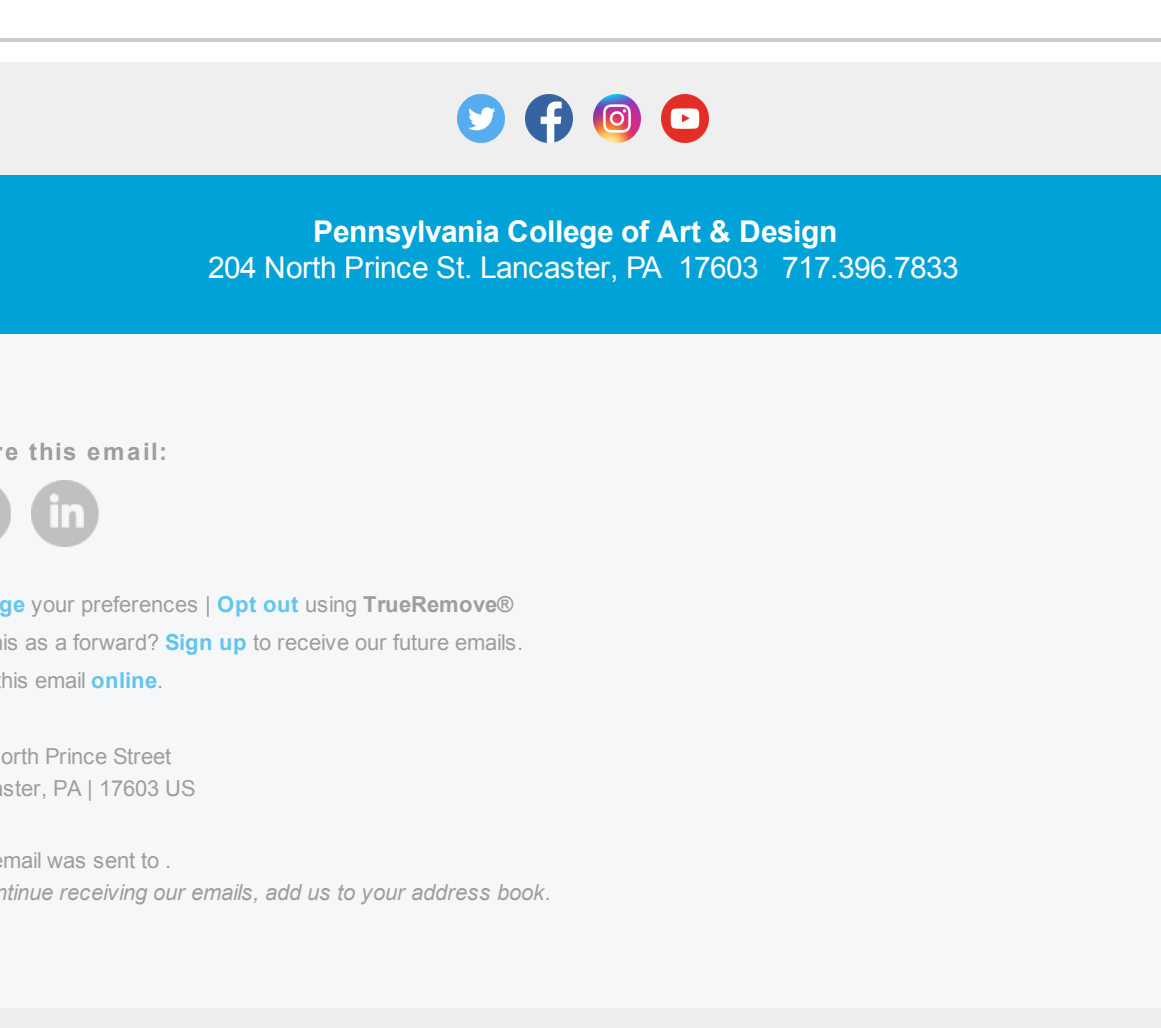 Pennsylvania College of Art & Design
204 North Prince St. Lancaster, PA 17603 717.396.7833
re this email:
in
ge your preferences | Opt out using TrueRemove®
his as a forward? Sign up to receive our future emails.
this email online.
orth Prince Street
aster, PA | 17603 US
email was sent to .
ntinue receiving our emails, add us to your address book.